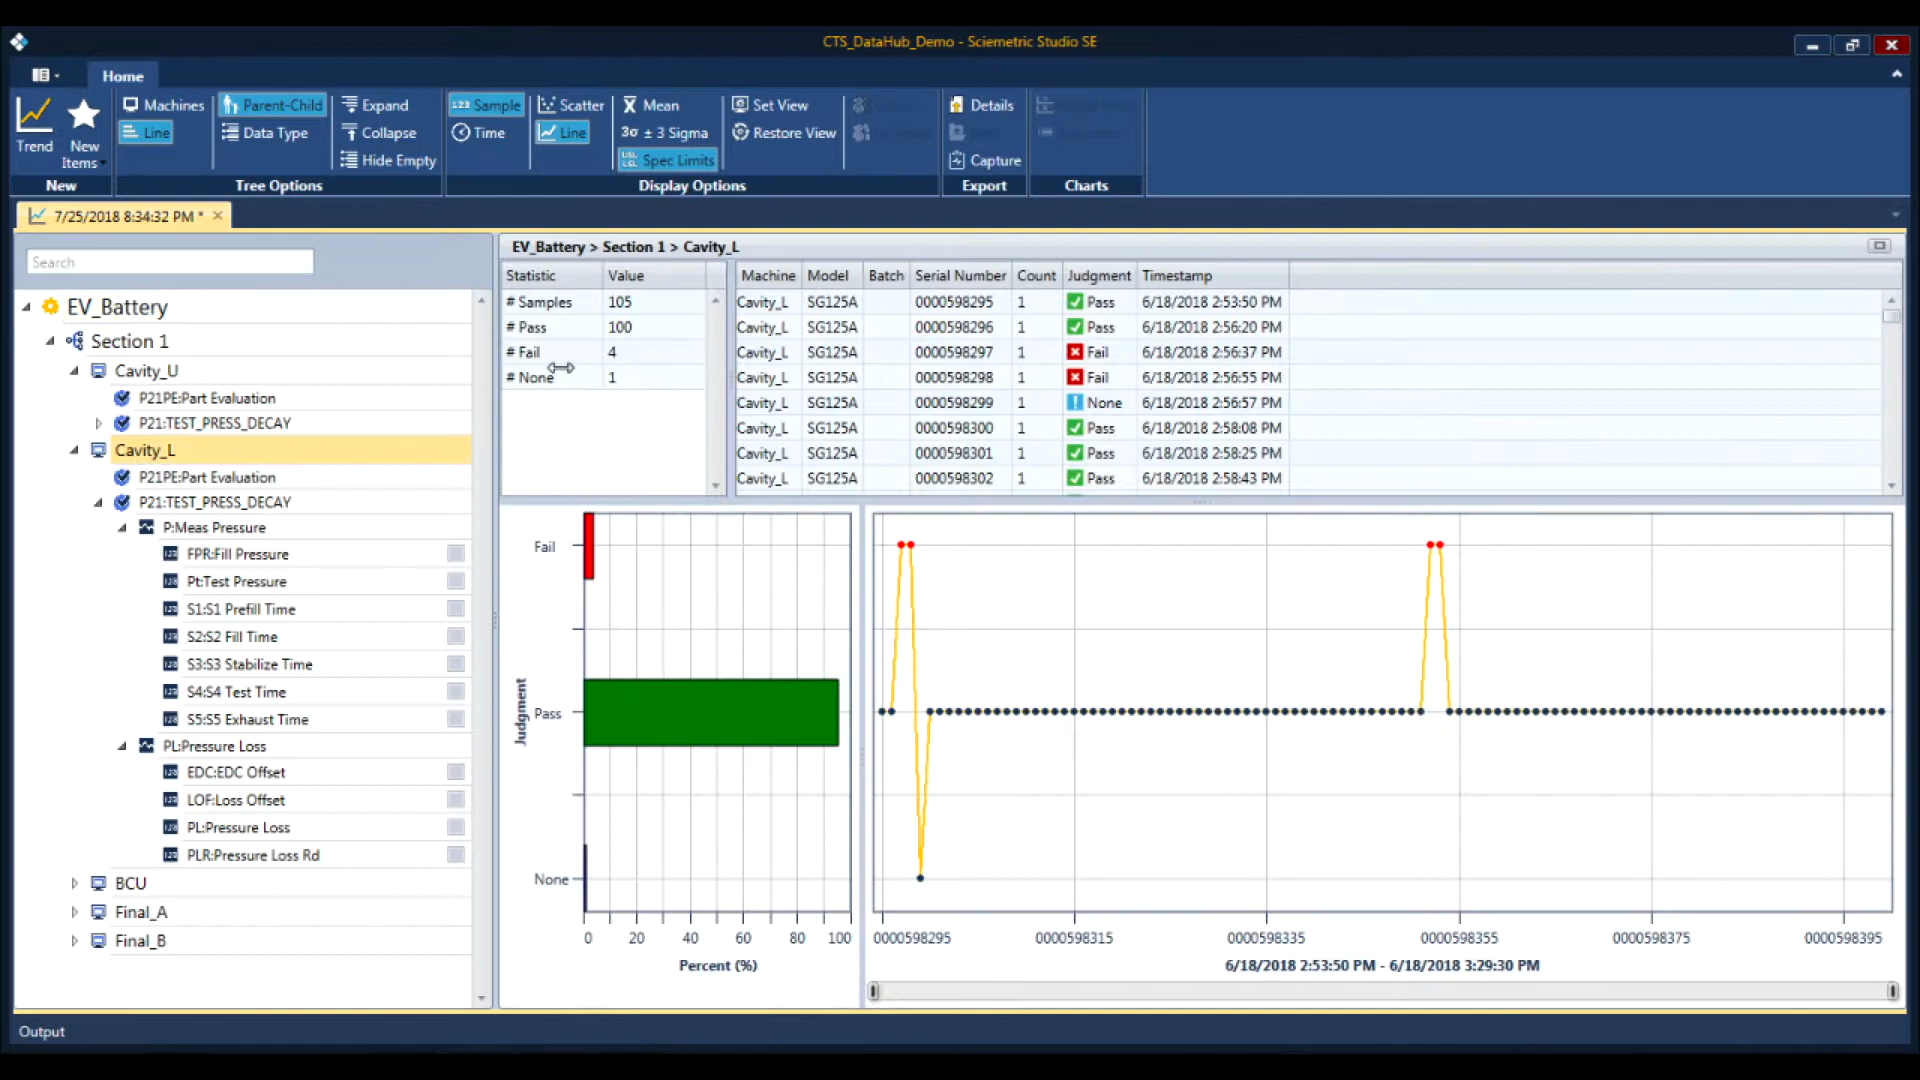 CTS_DataHub_Demo - Sciemetric Studio SE
Home
Trend
New Items
New
Machines
Line
Parent-Child
Data Type
Expand
Collapse
Hide Empty
Tree Options
123 Sample
Time
Scatter
Line
X Mean
3σ ± 3 Sigma
USL LCL Spec Limits
Set View
Restore View
Display Options
Details
Capture
Export
Charts
7/25/2018 8:34:32 PM *
Search
EV_Battery
Section 1
Cavity_U
P21PE:Part Evaluation
P21:TEST_PRESS_DECAY
Cavity_L
P21PE:Part Evaluation
P21:TEST_PRESS_DECAY
P:Meas Pressure
FPR:Fill Pressure
Pt:Test Pressure
S1:S1 Prefill Time
S2:S2 Fill Time
S3:S3 Stabilize Time
S4:S4 Test Time
S5:S5 Exhaust Time
PL:Pressure Loss
EDC:EDC Offset
LOF:Loss Offset
PL:Pressure Loss
PLR:Pressure Loss Rd
BCU
Final_A
Final_B
EV_Battery > Section 1 > Cavity_L
Statistic Value
# Samples 105
# Pass 100
# Fail 4
# None 1
Machine Model Batch Serial Number Count Judgment Timestamp
Cavity_L SG125A 0000598295 1 Pass 6/18/2018 2:53:50 PM
Cavity_L SG125A 0000598296 1 Pass 6/18/2018 2:56:20 PM
Cavity_L SG125A 0000598297 1 Fail 6/18/2018 2:56:37 PM
Cavity_L SG125A 0000598298 1 Fail 6/18/2018 2:56:55 PM
Cavity_L SG125A 0000598299 1 None 6/18/2018 2:56:57 PM
Cavity_L SG125A 0000598300 1 Pass 6/18/2018 2:58:08 PM
Cavity_L SG125A 0000598301 1 Pass 6/18/2018 2:58:25 PM
Cavity_L SG125A 0000598302 1 Pass 6/18/2018 2:58:43 PM
Judgment
Fail
Pass
None
0 20 40 60 80 100
Percent (%)
0000598295 0000598315 0000598335 0000598355 0000598375 0000598395
6/18/2018 2:53:50 PM - 6/18/2018 3:29:30 PM
Output